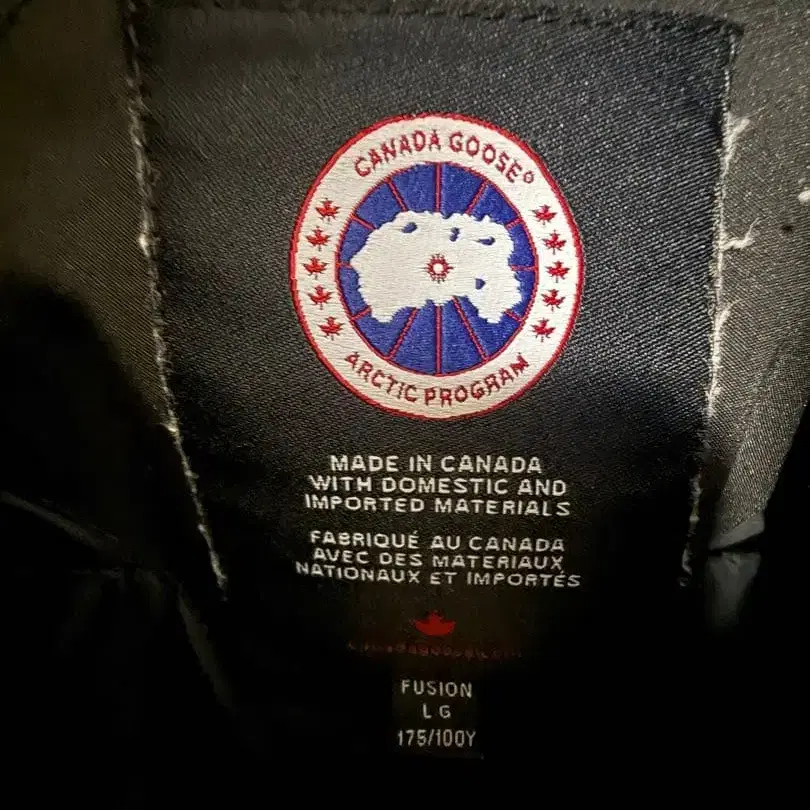 CANADA GOOSE®
ARCTIC PROGRAM
MADE IN CANADA
WITH DOMESTIC AND
IMPORTED MATERIALS
FABRIQUÉ AU CANADA
AVEC DES MATERIAUX
NATIONAUX ET IMPORTÉS
FUSION
LG
175/100Y